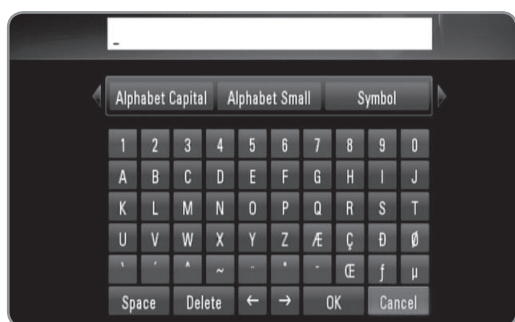 _
Alphabet Capital Alphabet Small Symbol
1 2 3 4 5 6 7 8 9 0
A B C D E F G H I J
K L M N O P Q R S T
U V W X Y Z Æ Ç Ð Ø
` ´ ^ ~ ¨ ˚ - Œ ƒ µ
Space Delete ← → OK Cancel